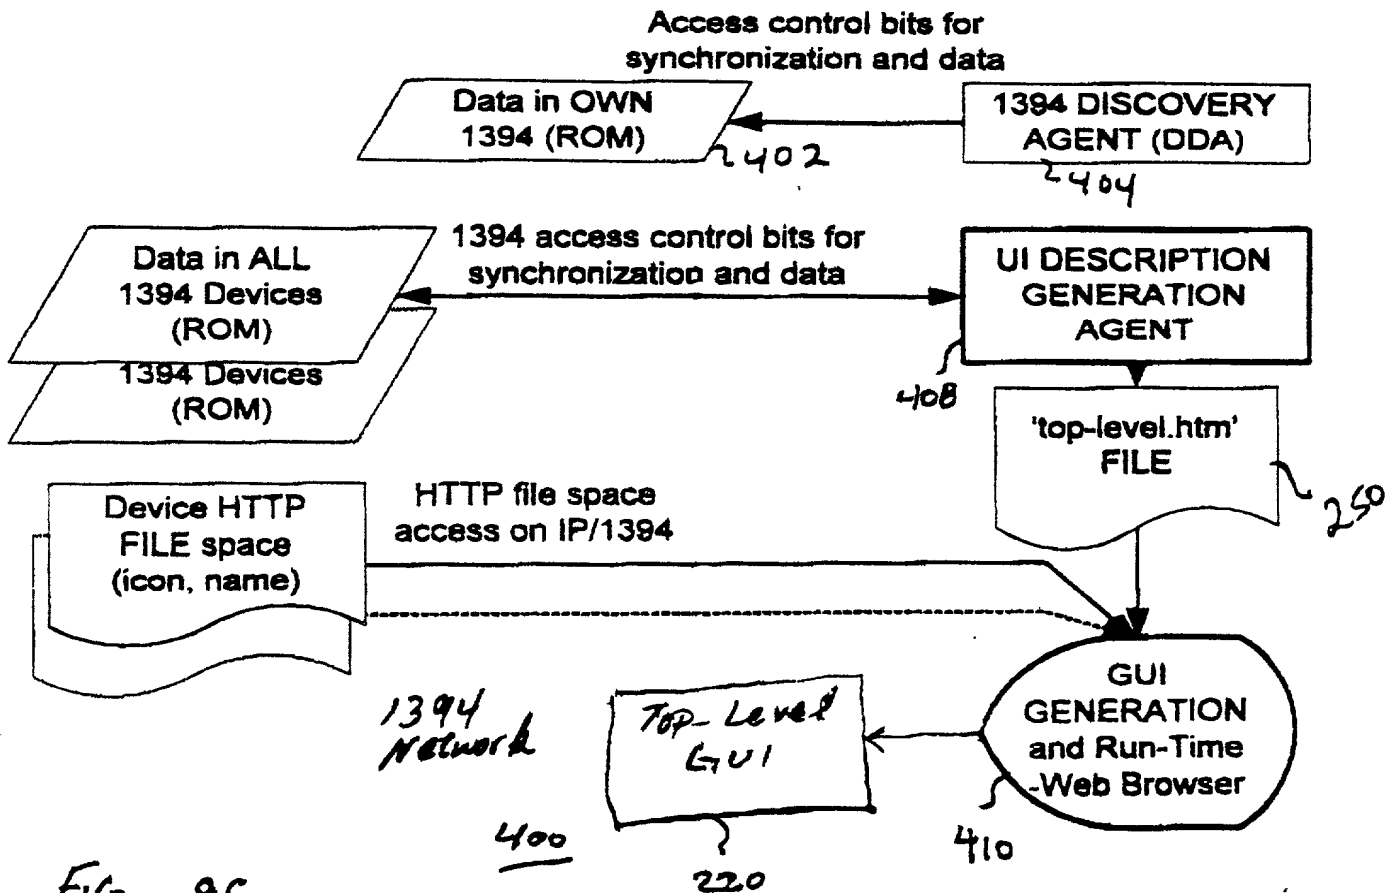 Access control bits for
synchronization and data
Data in OWN
1394 (ROM)
402
1394 DISCOVERY
AGENT (DDA)
404
Data in ALL
1394 Devices
(ROM)
1394 Devices
(ROM)
1394 access control bits for
synchronization and data
UI DESCRIPTION
GENERATION
AGENT
408
'top-level.htm'
FILE
250
Device HTTP
FILE space
(icon, name)
HTTP file space
access on IP/1394
1394
Network
Top-Level
GUI
220
GUI
GENERATION
and Run-Time
-Web Browser
410
400